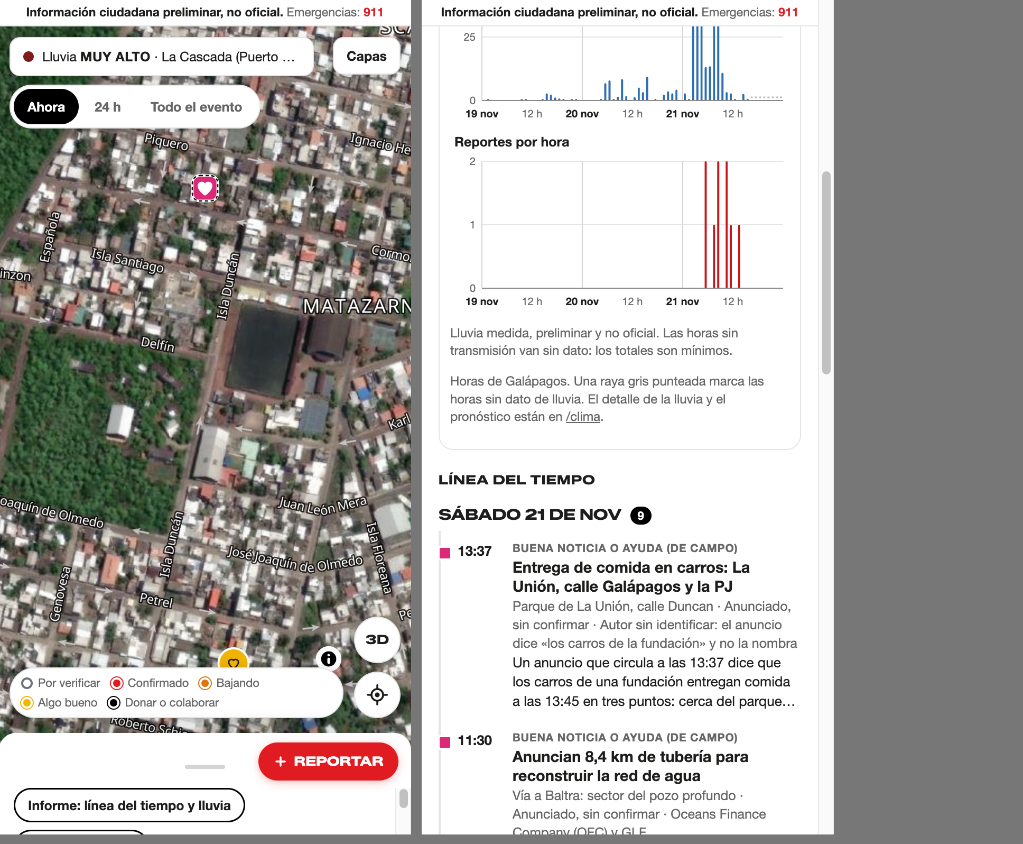 Información ciudadana preliminar, no oficial. Emergencias: 911
Lluvia MUY ALTO · La Cascada (Puerto ...
Capas
Ahora
24 h
Todo el evento
Piquero
Ignacio He
Española
Isla Santiago
Cormo
inzon
Isla Duncán
MATAZARN
Delfín
Karl
Juan León Mera
oaquín de Olmedo
Isla Duncán
José Joaquín de Olmedo
Isla Floreana
Genovesa
Petrel
Pe
3D
Por verificar
Confirmado
Bajando
Algo bueno
Donar o colaborar
+ REPORTAR
Informe: línea del tiempo y lluvia
Información ciudadana preliminar, no oficial. Emergencias: 911
25
0
19 nov 12 h 20 nov 12 h 21 nov 12 h
Reportes por hora
2
1
0
19 nov 12 h 20 nov 12 h 21 nov 12 h
Lluvia medida, preliminar y no oficial. Las horas sin
transmisión van sin dato: los totales son mínimos.
Horas de Galápagos. Una raya gris punteada marca las
horas sin dato de lluvia. El detalle de la lluvia y el
pronóstico están en /clima.
LÍNEA DEL TIEMPO
SÁBADO 21 DE NOV 9
13:37
BUENA NOTICIA O AYUDA (DE CAMPO)
Entrega de comida en carros: La
Unión, calle Galápagos y la PJ
Parque de La Unión, calle Duncan · Anunciado,
sin confirmar · Autor sin identificar: el anuncio
dice «los carros de la fundación» y no la nombra
Un anuncio que circula a las 13:37 dice que
los carros de una fundación entregan comida
a las 13:45 en tres puntos: cerca del parque...
11:30
BUENA NOTICIA O AYUDA (DE CAMPO)
Anuncian 8,4 km de tubería para
reconstruir la red de agua
Vía a Baltra: sector del pozo profundo ·
Anunciado, sin confirmar · Oceans Finance
Company (OFC) y GLF